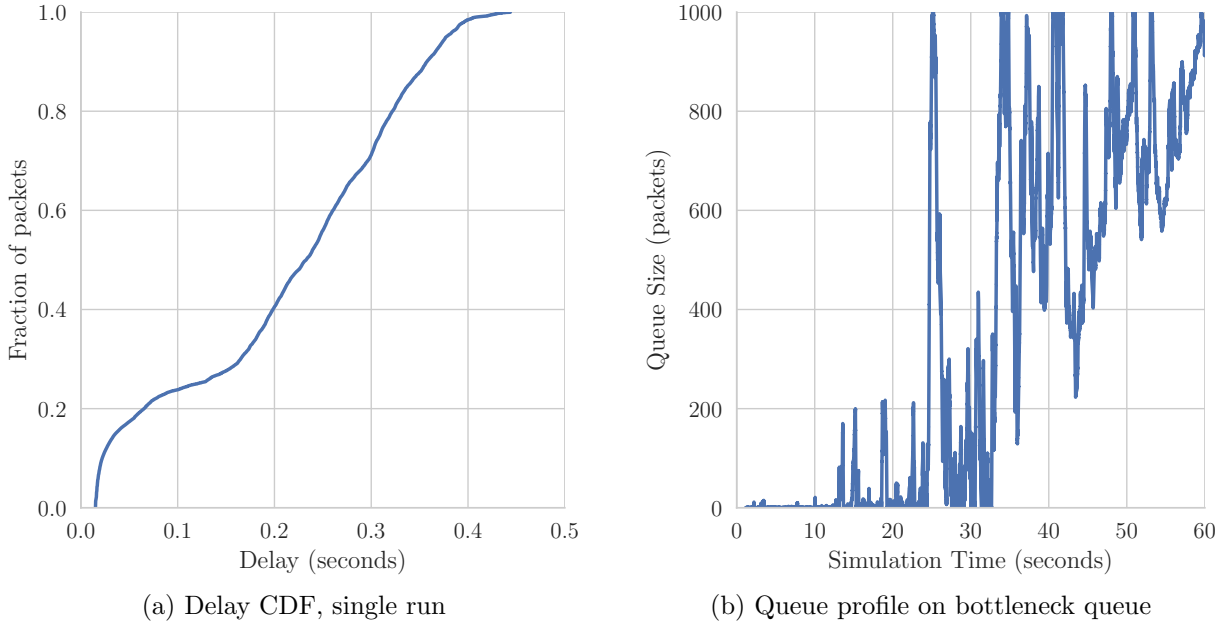 1.0
0.8
0.6
0.4
0.2
0.0
Fraction of packets
0.0 0.1 0.2 0.3 0.4 0.5
Delay (seconds)
(a) Delay CDF, single run
1000
800
600
400
200
0
Queue Size (packets)
0 10 20 30 40 50 60
Simulation Time (seconds)
(b) Queue profile on bottleneck queue